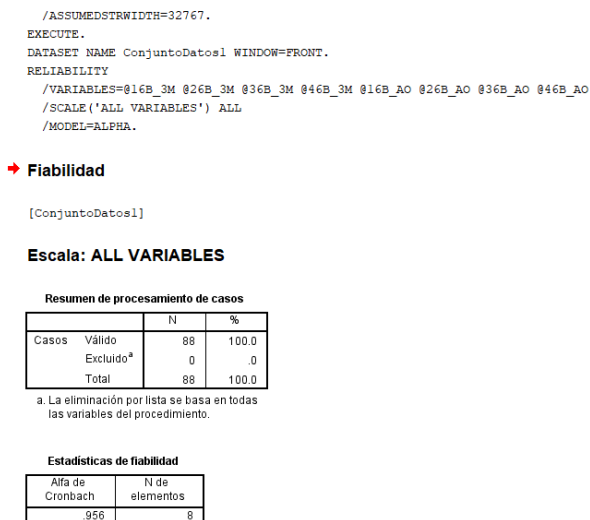 /ASSUMEDSTRWIDTH=32767.
EXECUTE.
DATASET NAME ConjuntoDatos1 WINDOW=FRONT.
RELIABILITY
/VARIABLES=@16B_3M @26B_3M @36B_3M @46B_3M @16B_AO @26B_AO @36B_AO @46B_AO
/SCALE('ALL VARIABLES') ALL
/MODEL=ALPHA.
Fiabilidad
[ConjuntoDatos1]
Escala: ALL VARIABLES
Resumen de procesamiento de casos
N %
Casos Válido 88 100.0
Excluidoª 0 .0
Total 88 100.0
a. La eliminación por lista se basa en todas
las variables del procedimiento.
Estadísticas de fiabilidad
Alfa de N de
Cronbach elementos
.956 8